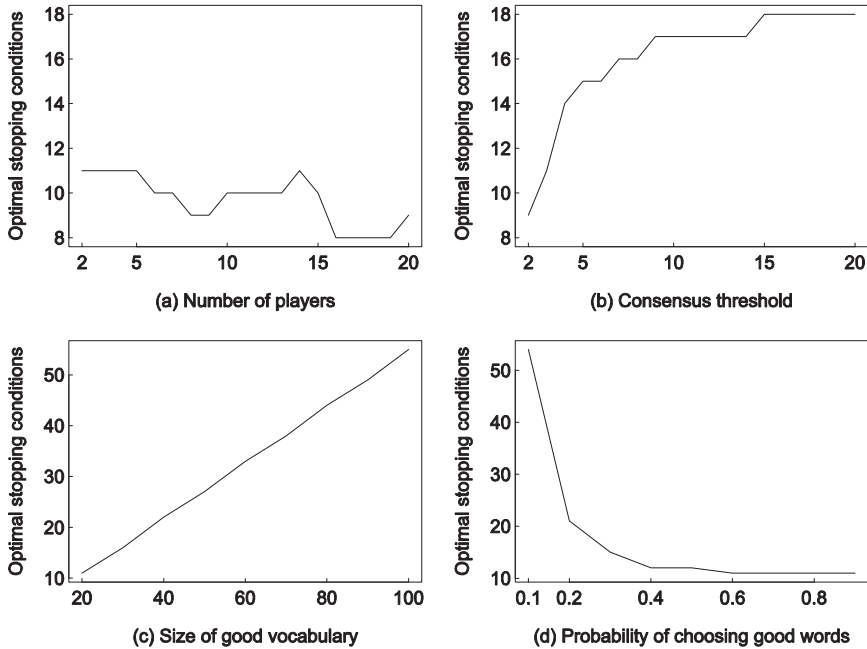 Optimal stopping conditions
18
16
14
12
10
8
2 5 10 15 20
(a) Number of players
Optimal stopping conditions
18
16
14
12
10
8
2 5 10 15 20
(b) Consensus threshold
Optimal stopping conditions
50
40
30
20
10
20 40 60 80 100
(c) Size of good vocabulary
Optimal stopping conditions
50
40
30
20
10
0.1 0.2 0.4 0.6 0.8
(d) Probability of choosing good words